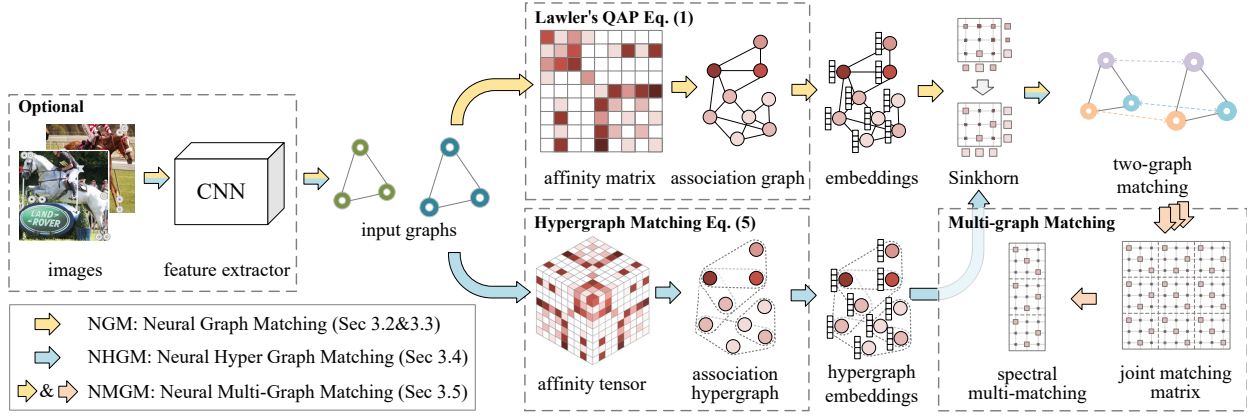 Optional
CNN
LAND-
-ROVER
images
feature extractor
input graphs
Lawler's QAP Eq. (1)
affinity matrix
association graph
embeddings
Sinkhorn
two-graph
matching
Hypergraph Matching Eq. (5)
affinity tensor
association
hypergraph
hypergraph
embeddings
Multi-graph Matching
spectral
multi-matching
joint matching
matrix
NGM: Neural Graph Matching (Sec 3.2&3.3)
NHGM: Neural Hyper Graph Matching (Sec 3.4)
& NMGM: Neural Multi-Graph Matching (Sec 3.5)